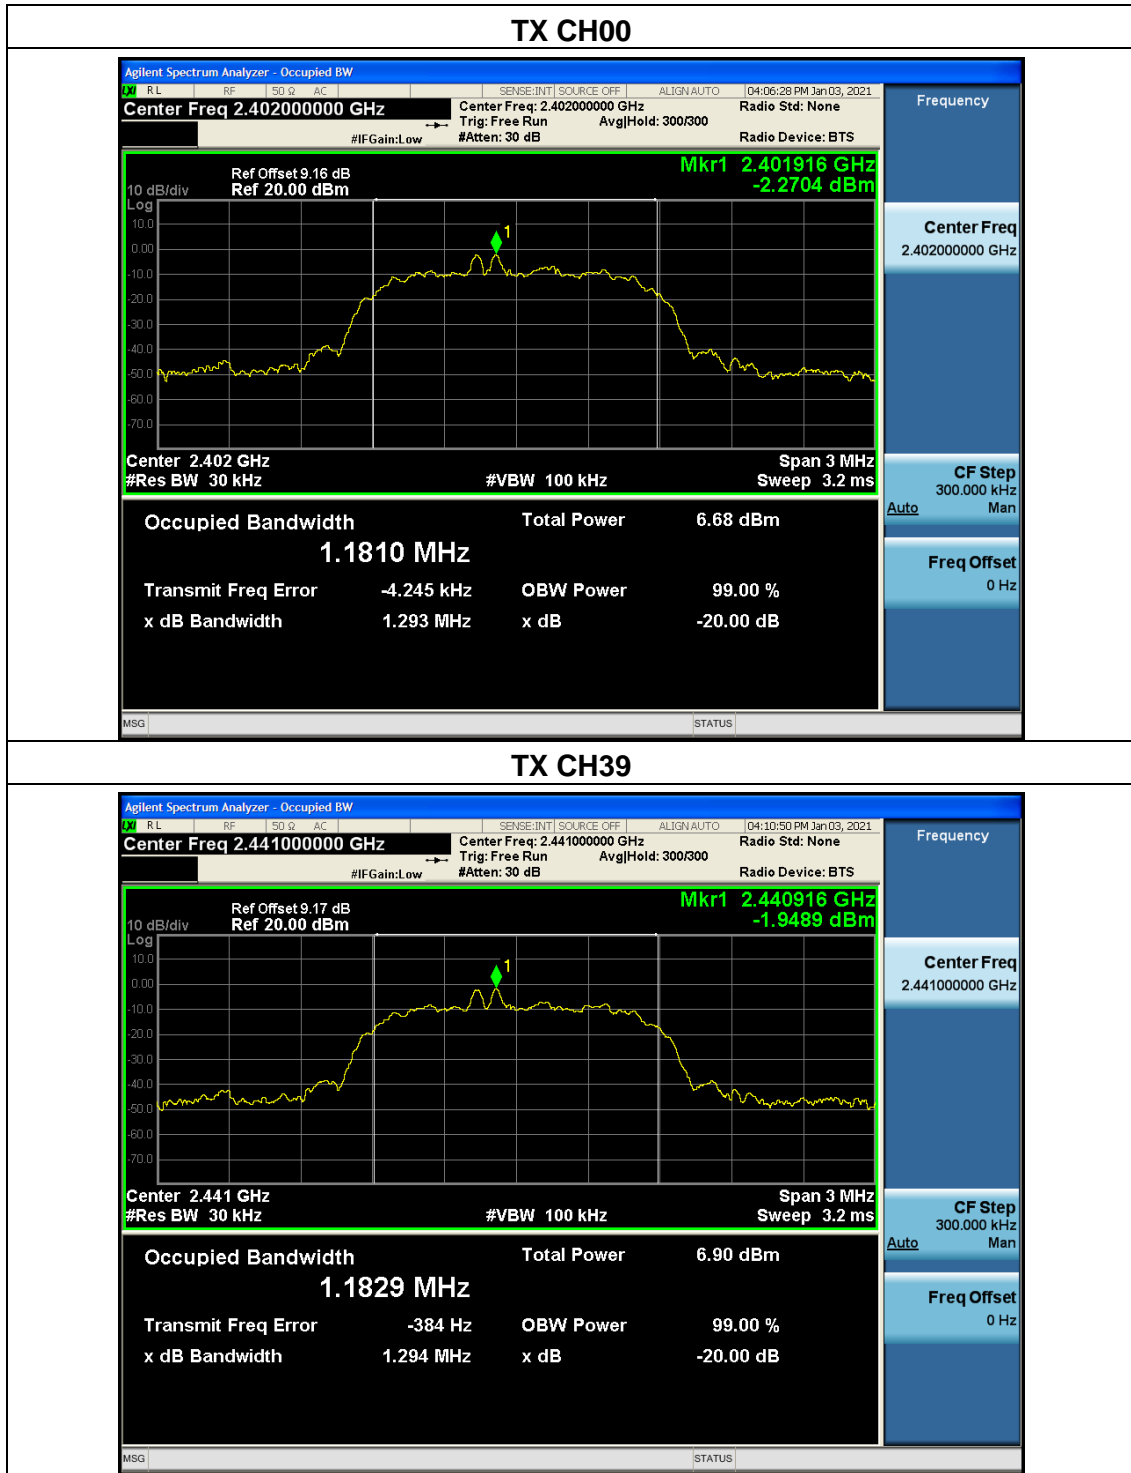 TX CH00
Agilent Spectrum Analyzer - Occupied BW
LXI RL RF 50 Ω AC SENSE:INT SOURCE OFF ALIGN AUTO 04:06:28 PM Jan 03, 2021
Center Freq 2.402000000 GHz
Center Freq: 2.402000000 GHz Radio Std: None
Trig: Free Run Avg|Hold: 300/300
#IFGain:Low #Atten: 30 dB Radio Device: BTS
Frequency
Mkr1 2.401916 GHz
-2.2704 dBm
Ref Offset 9.16 dB
10 dB/div Ref 20.00 dBm
Log
10.0
0.00
-10.0
-20.0
-30.0
-40.0
-50.0
-60.0
-70.0
1
Center 2.402 GHz Span 3 MHz
#Res BW 30 kHz #VBW 100 kHz Sweep 3.2 ms
Center Freq
2.402000000 GHz
CF Step
300.000 kHz
Auto Man
Freq Offset
0 Hz
Occupied Bandwidth Total Power 6.68 dBm
1.1810 MHz
Transmit Freq Error -4.245 kHz OBW Power 99.00 %
x dB Bandwidth 1.293 MHz x dB -20.00 dB
MSG STATUS
TX CH39
Agilent Spectrum Analyzer - Occupied BW
LXI RL RF 50 Ω AC SENSE:INT SOURCE OFF ALIGN AUTO 04:10:50 PM Jan 03, 2021
Center Freq 2.441000000 GHz
Center Freq: 2.441000000 GHz Radio Std: None
Trig: Free Run Avg|Hold: 300/300
#IFGain:Low #Atten: 30 dB Radio Device: BTS
Frequency
Mkr1 2.440916 GHz
-1.9489 dBm
Ref Offset 9.17 dB
10 dB/div Ref 20.00 dBm
Log
10.0
0.00
-10.0
-20.0
-30.0
-40.0
-50.0
-60.0
-70.0
1
Center 2.441 GHz Span 3 MHz
#Res BW 30 kHz #VBW 100 kHz Sweep 3.2 ms
Center Freq
2.441000000 GHz
CF Step
300.000 kHz
Auto Man
Freq Offset
0 Hz
Occupied Bandwidth Total Power 6.90 dBm
1.1829 MHz
Transmit Freq Error -384 Hz OBW Power 99.00 %
x dB Bandwidth 1.294 MHz x dB -20.00 dB
MSG STATUS